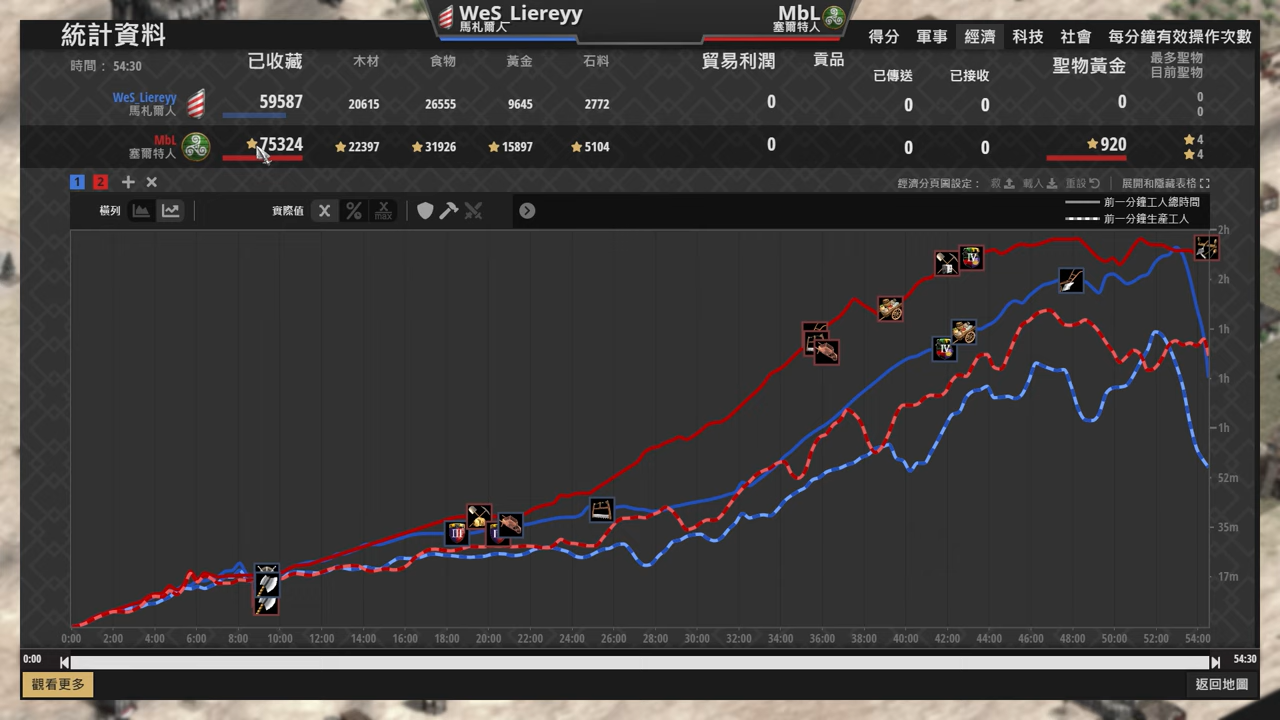 統計資料
WeS_Liereyy
馬札爾人
MbL
塞爾特人
得分 軍事 經濟 科技 社會 每分鐘有效操作次數
時間： 54:30
已收藏 木材 食物 黃金 石料 貿易利潤 貢品 已傳送 已接收 聖物黃金 最多聖物
目前聖物
WeS_Liereyy
馬札爾人
59587 20615 26555 9645 2772 0 0 0 0 0
0
MbL
塞爾特人
75324 22397 31926 15897 5104 0 0 0 920 4
4
1 2
經濟分頁圖設定： 載入 重設 展開和隱藏表格
橫列 實際值 X % X
max
前一分鐘工人總時間
前一分鐘生產工人
2h
2h
1h
1h
1h
52m
35m
17m
IV
IV
III
0:00 2:00 4:00 6:00 8:00 10:00 12:00 14:00 16:00 18:00 20:00 22:00 24:00 26:00 28:00 30:00 32:00 34:00 36:00 38:00 40:00 42:00 44:00 46:00 48:00 50:00 52:00 54:00
0:00 54:30
觀看更多 返回地圖